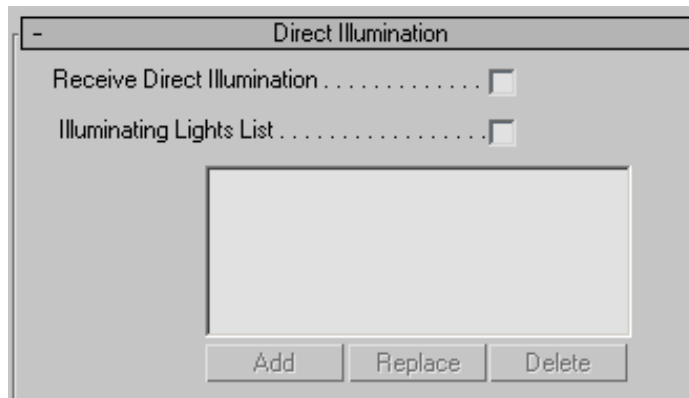 - Direct Illumination
Receive Direct Illumination . . . . . . . . . . . . .
Illuminating Lights List . . . . . . . . . . . . . . . . . .
Add Replace Delete